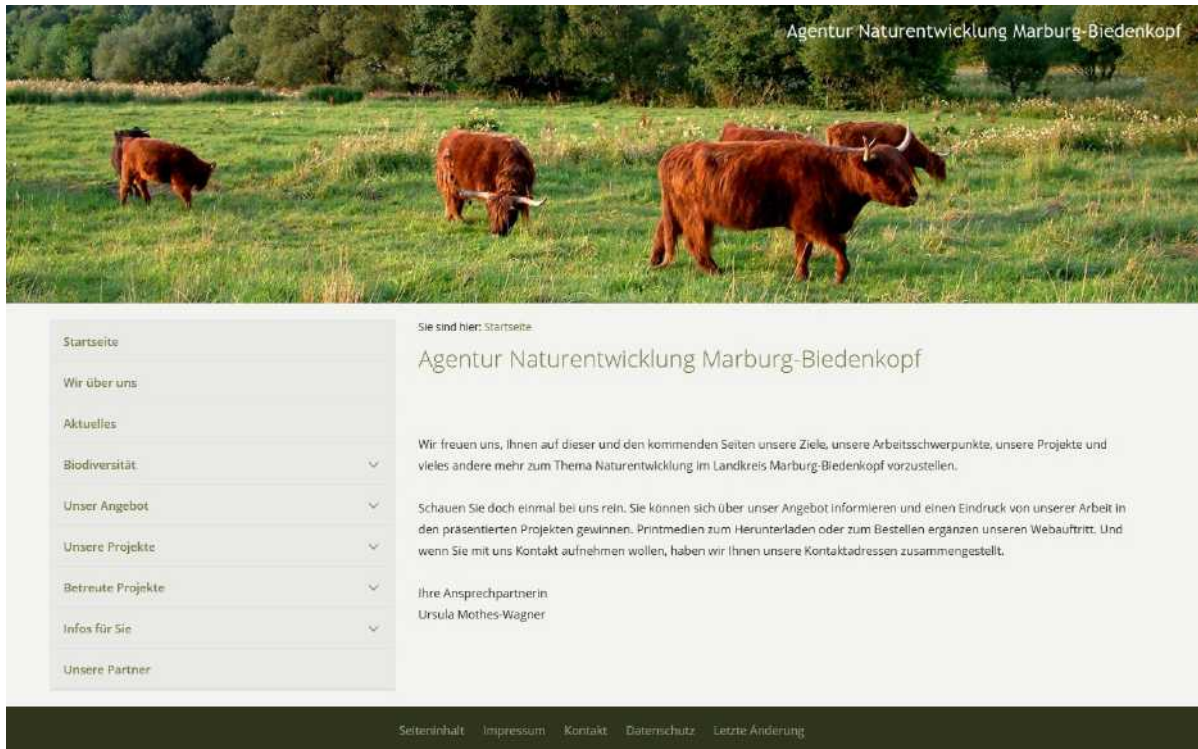 Agentur Naturentwicklung Marburg-Biedenkopf
Startseite
Wir über uns
Aktuelles
Biodiversität
Unser Angebot
Unsere Projekte
Betreute Projekte
Infos für Sie
Unsere Partner
Sie sind hier: Startseite
Agentur Naturentwicklung Marburg-Biedenkopf
Wir freuen uns, Ihnen auf dieser und den kommenden Seiten unsere Ziele, unsere Arbeitsschwerpunkte, unsere Projekte und
vieles andere mehr zum Thema Naturentwicklung im Landkreis Marburg-Biedenkopf vorzustellen.
Schauen Sie doch einmal bei uns rein. Sie können sich über unser Angebot informieren und einen Eindruck von unserer Arbeit in
den präsentierten Projekten gewinnen. Printmedien zum Herunterladen oder zum Bestellen ergänzen unseren Webauftritt. Und
wenn Sie mit uns Kontakt aufnehmen wollen, haben wir Ihnen unsere Kontaktadressen zusammengestellt.
Ihre Ansprechpartnerin
Ursula Mothes-Wagner
Seiteninhalt Impressum Kontakt Datenschutz Letzte Änderung